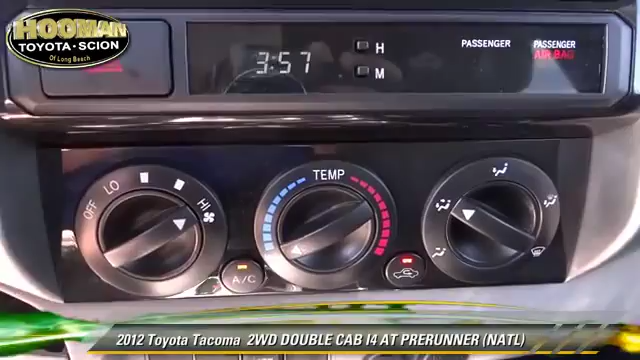 HOOMAN
TOYOTA • SCION
Of Long Beach
3:57
H
M
PASSENGER
PASSENGER
AIR BAG
OFF
LO
HI
TEMP
A/C
2012 Toyota Tacoma 2WD DOUBLE CAB I4 AT PRERUNNER (NATL)